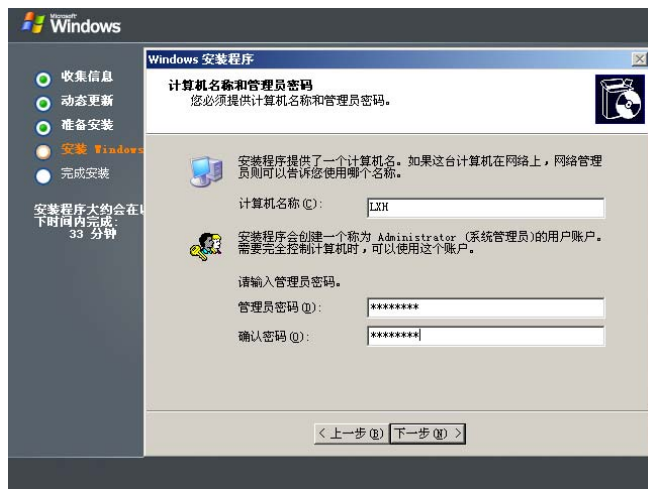 Microsoft
Windows
收集信息
动态更新
准备安装
安装 Windows
完成安装
安装程序大约会在以
下时间内完成:
33 分钟
Windows 安装程序
计算机名称和管理员密码
您必须提供计算机名称和管理员密码。
安装程序提供了一个计算机名。如果这台计算机在网络上，网络管理
员则可以告诉您使用哪个名称。
计算机名称(C):
LXH
安装程序会创建一个称为 Administrator (系统管理员)的用户账户。
需要完全控制计算机时，可以使用这个账户。
请输入管理员密码。
管理员密码(D):
********
确认密码(O):
********
< 上一步(B)
下一步(N) >